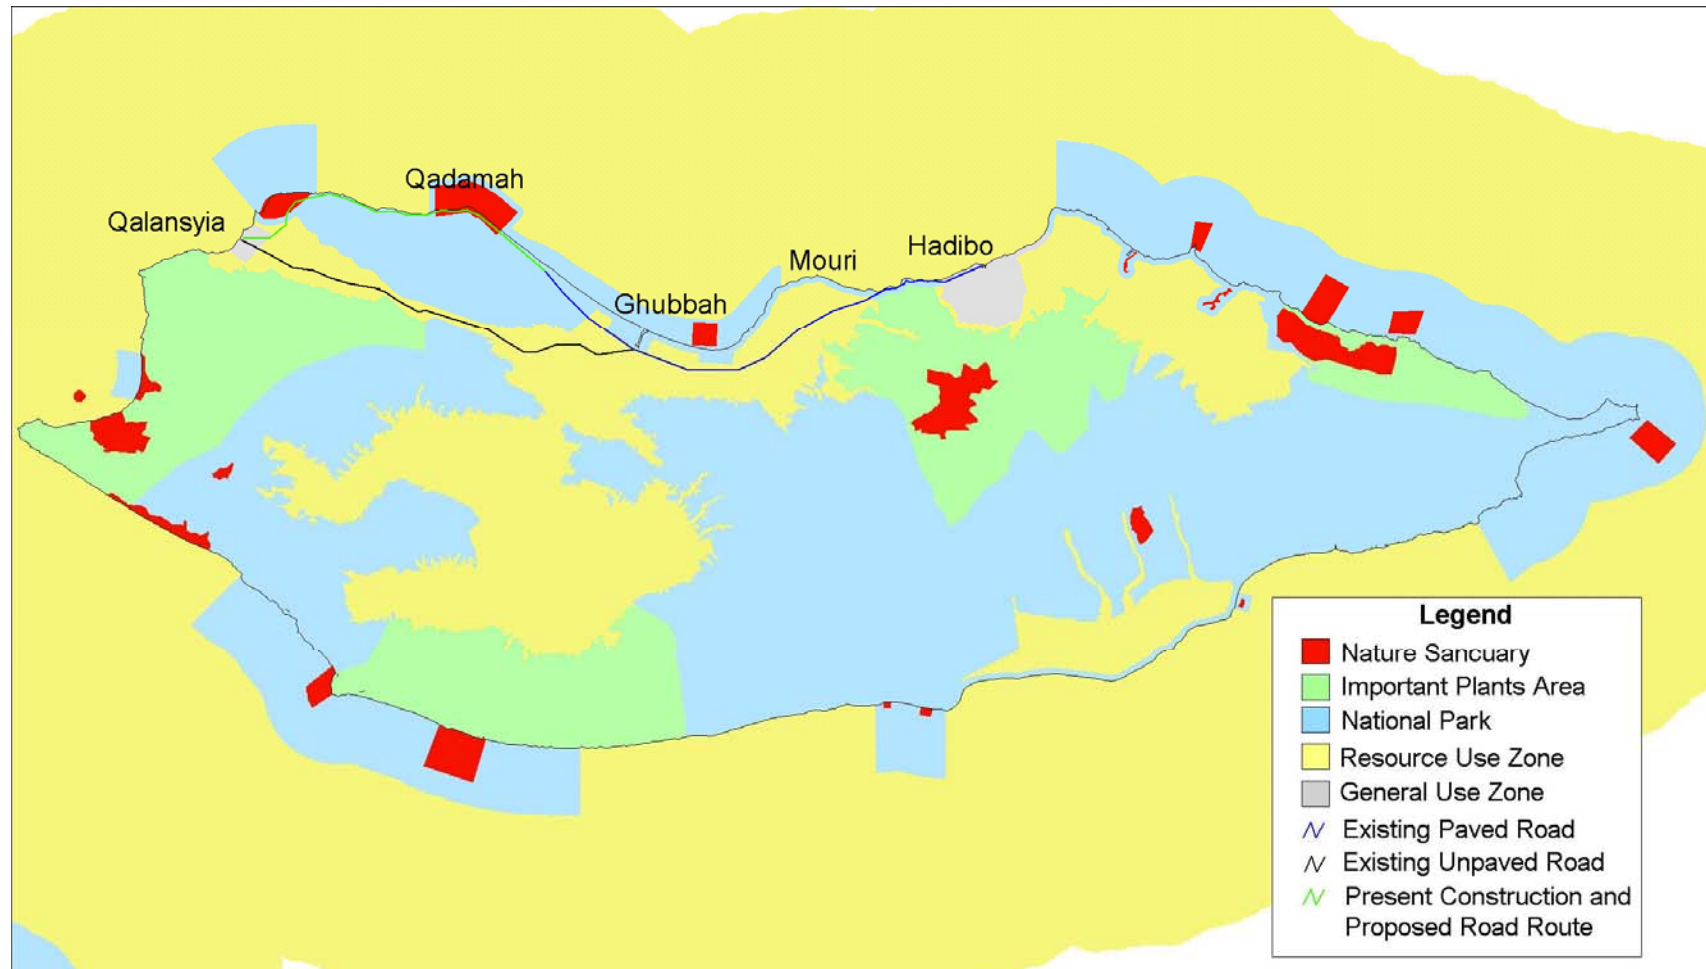 Qadamah
Qalansyia
Hadibo
Mouri
Ghubbah
Legend
Nature Sancuary
Important Plants Area
National Park
Resource Use Zone
General Use Zone
Existing Paved Road
Existing Unpaved Road
Present Construction and
Proposed Road Route